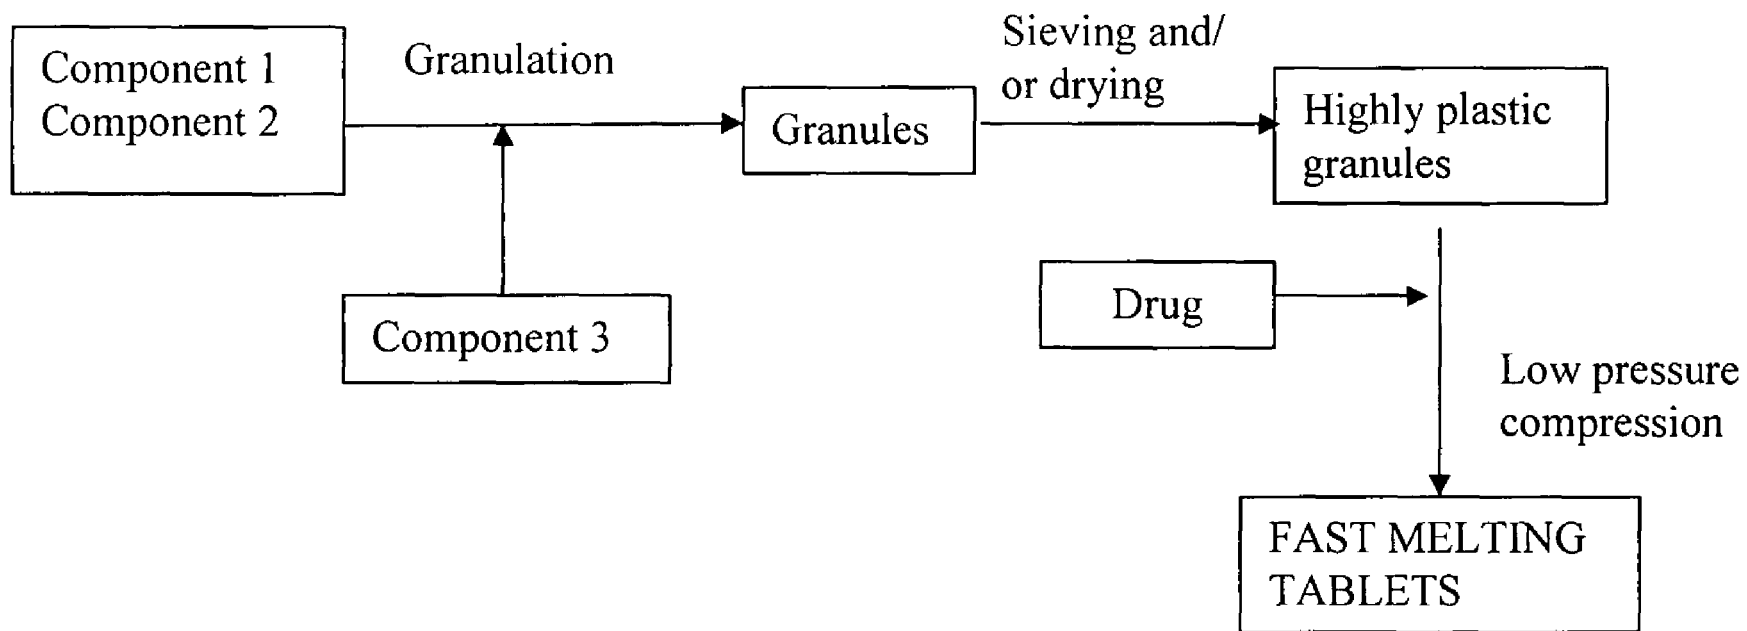 Component 1
Component 2
Granulation
Component 3
Granules
Sieving and/
or drying
Highly plastic
granules
Drug
Low pressure
compression
FAST MELTING
TABLETS